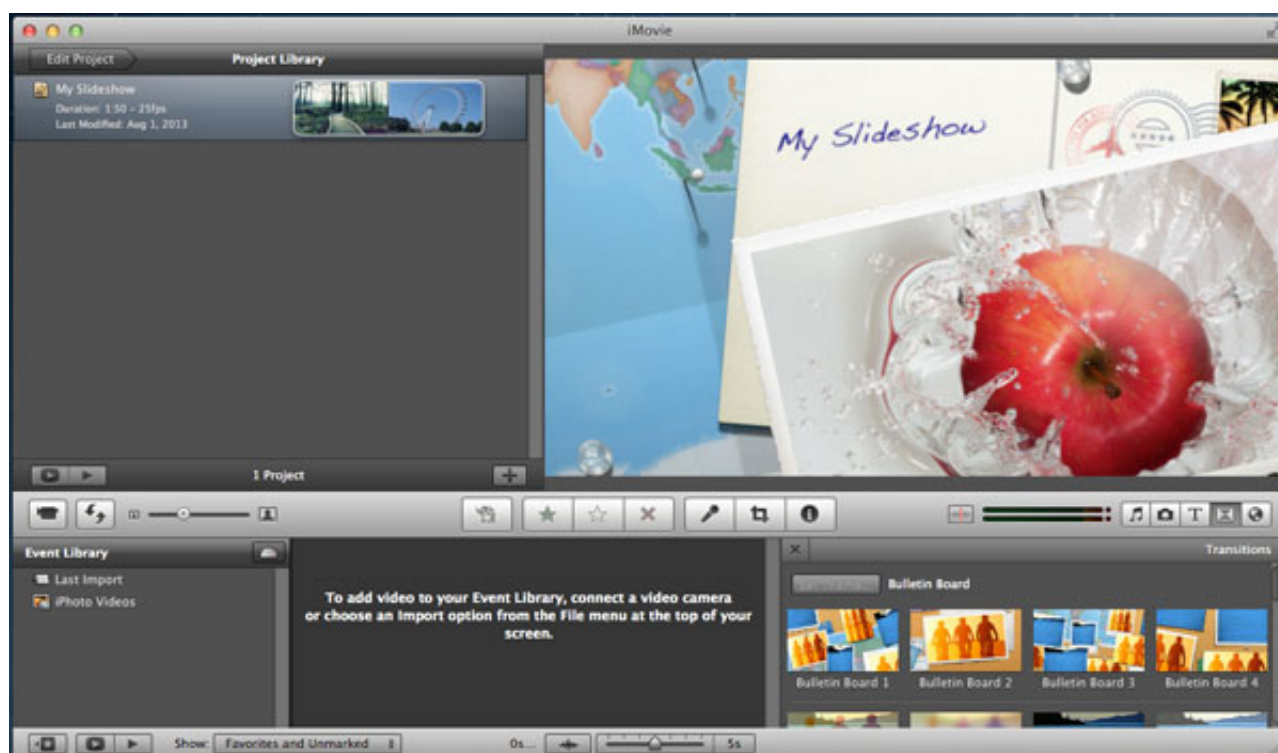 iMovie
Edit Project
Project Library
My Slideshow
Duration: 1:50 - 25fps
Last Modified: Aug 1, 2013
My Slideshow
1 Project
T
Event Library
Last Import
iPhoto Videos
To add video to your Event Library, connect a video camera
or choose an Import option from the File menu at the top of your
screen.
Transitions
Bulletin Board
Bulletin Board 1
Bulletin Board 2
Bulletin Board 3
Bulletin Board 4
Show:
Favorites and Unmarked
0s...
5s